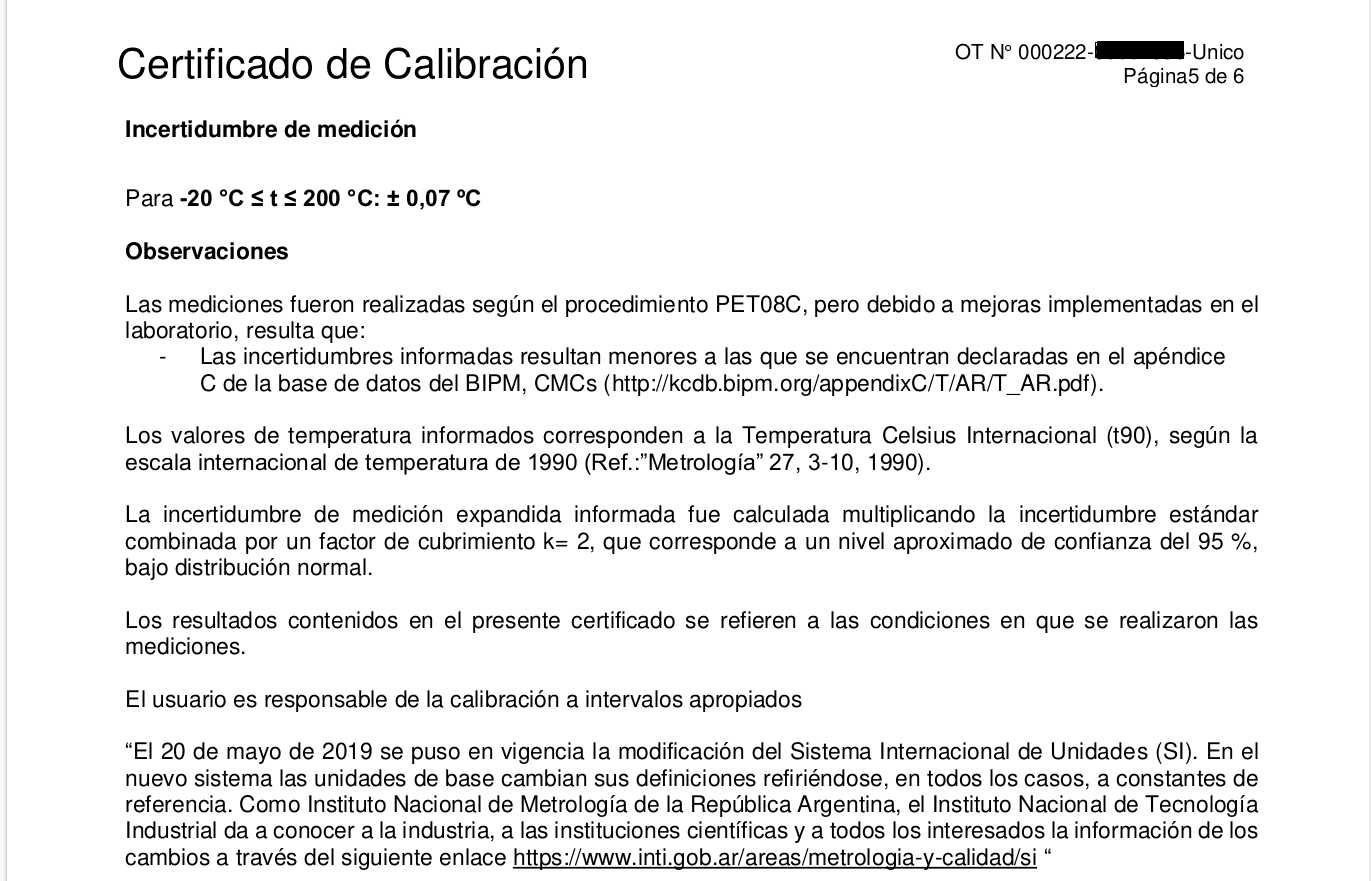 Certificado de Calibración
OT N° 000222- -Unico
Página5 de 6
Incertidumbre de medición
Para -20 °C ≤ t ≤ 200 °C: ± 0,07 ºC
Observaciones
Las mediciones fueron realizadas según el procedimiento PET08C, pero debido a mejoras implementadas en el
laboratorio, resulta que:
- Las incertidumbres informadas resultan menores a las que se encuentran declaradas en el apéndice
C de la base de datos del BIPM, CMCs (http://kcdb.bipm.org/appendixC/T/AR/T_AR.pdf).
Los valores de temperatura informados corresponden a la Temperatura Celsius Internacional (t90), según la
escala internacional de temperatura de 1990 (Ref.:”Metrología” 27, 3-10, 1990).
La incertidumbre de medición expandida informada fue calculada multiplicando la incertidumbre estándar
combinada por un factor de cubrimiento k= 2, que corresponde a un nivel aproximado de confianza del 95 %,
bajo distribución normal.
Los resultados contenidos en el presente certificado se refieren a las condiciones en que se realizaron las
mediciones.
El usuario es responsable de la calibración a intervalos apropiados
“El 20 de mayo de 2019 se puso en vigencia la modificación del Sistema Internacional de Unidades (SI). En el
nuevo sistema las unidades de base cambian sus definiciones refiriéndose, en todos los casos, a constantes de
referencia. Como Instituto Nacional de Metrología de la República Argentina, el Instituto Nacional de Tecnología
Industrial da a conocer a la industria, a las instituciones científicas y a todos los interesados la información de los
cambios a través del siguiente enlace https://www.inti.gob.ar/areas/metrologia-y-calidad/si “